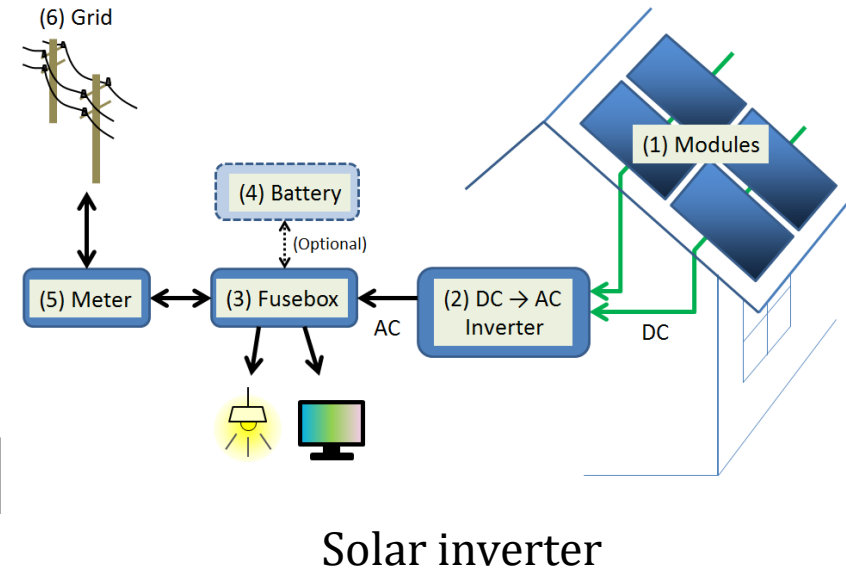 (6) Grid
(1) Modules
(4) Battery
(Optional)
(5) Meter
(3) Fusebox
AC
(2) DC → AC
Inverter
DC
Solar inverter